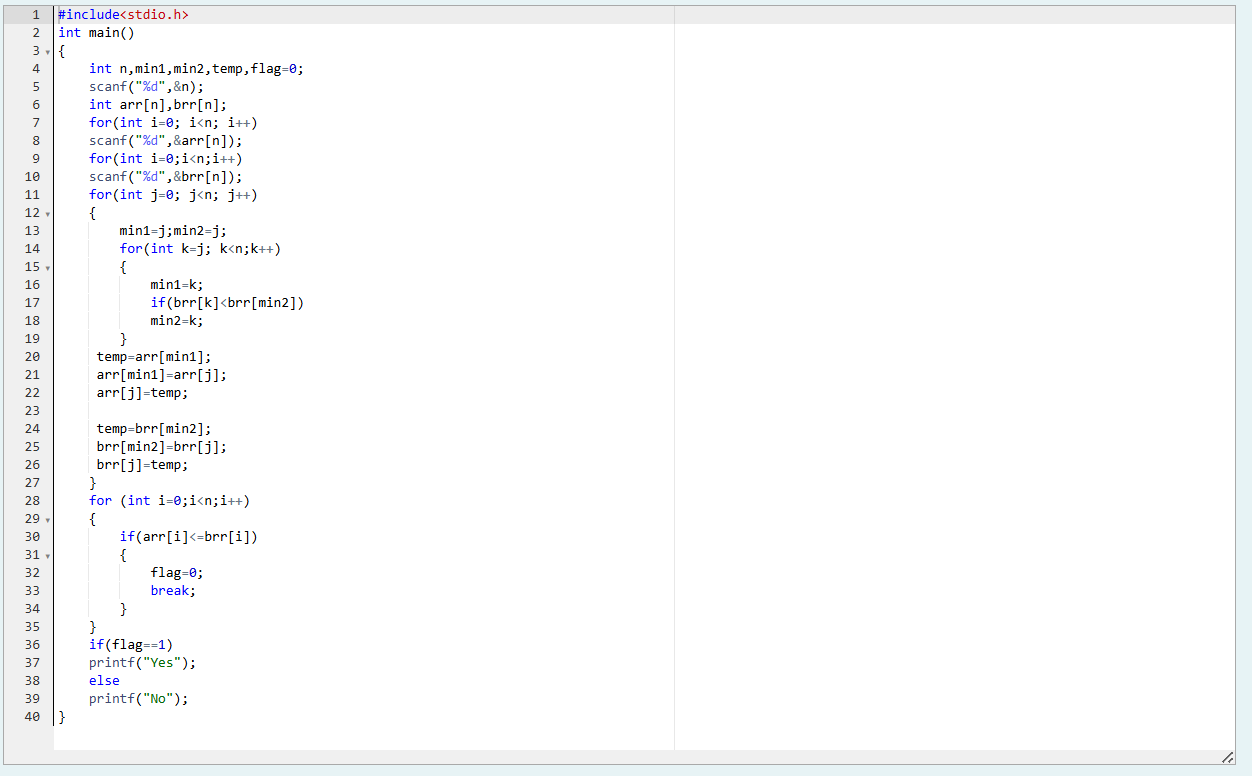 1 #include<stdio.h>
2 int main()
3 {
4     int n,min1,min2,temp,flag=0;
5     scanf("%d",&n);
6     int arr[n],brr[n];
7     for(int i=0; i<n; i++)
8     scanf("%d",&arr[n]);
9     for(int i=0;i<n;i++)
10     scanf("%d",&brr[n]);
11     for(int j=0; j<n; j++)
12     {
13         min1=j;min2=j;
14         for(int k=j; k<n;k++)
15         {
16             min1=k;
17             if(brr[k]<brr[min2])
18             min2=k;
19         }
20      temp=arr[min1];
21      arr[min1]=arr[j];
22      arr[j]=temp;
23
24      temp=brr[min2];
25      brr[min2]=brr[j];
26      brr[j]=temp;
27     }
28     for (int i=0;i<n;i++)
29     {
30         if(arr[i]<=brr[i])
31         {
32             flag=0;
33             break;
34         }
35     }
36     if(flag==1)
37     printf("Yes");
38     else
39     printf("No");
40 }